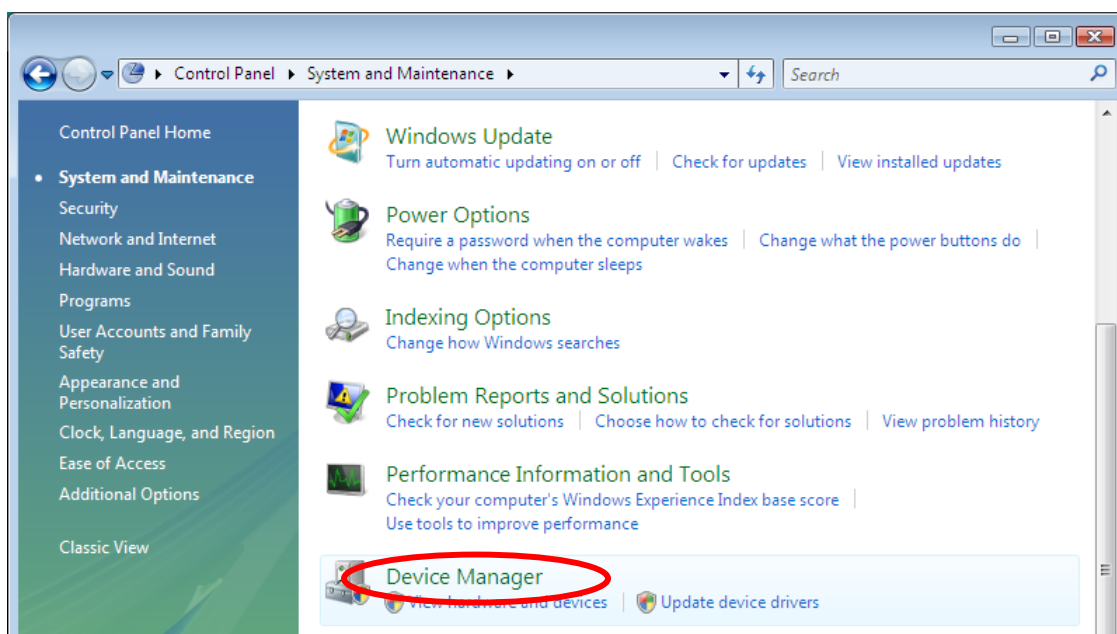 Control Panel System and Maintenance Search
Control Panel Home
System and Maintenance
Security
Network and Internet
Hardware and Sound
Programs
User Accounts and Family
Safety
Appearance and
Personalization
Clock, Language, and Region
Ease of Access
Additional Options
Classic View
Windows Update
Turn automatic updating on or off Check for updates View installed updates
Power Options
Require a password when the computer wakes Change what the power buttons do
Change when the computer sleeps
Indexing Options
Change how Windows searches
Problem Reports and Solutions
Check for new solutions Choose how to check for solutions View problem history
Performance Information and Tools
Check your computer's Windows Experience Index base score
Use tools to improve performance
Device Manager
View hardware and devices Update device drivers